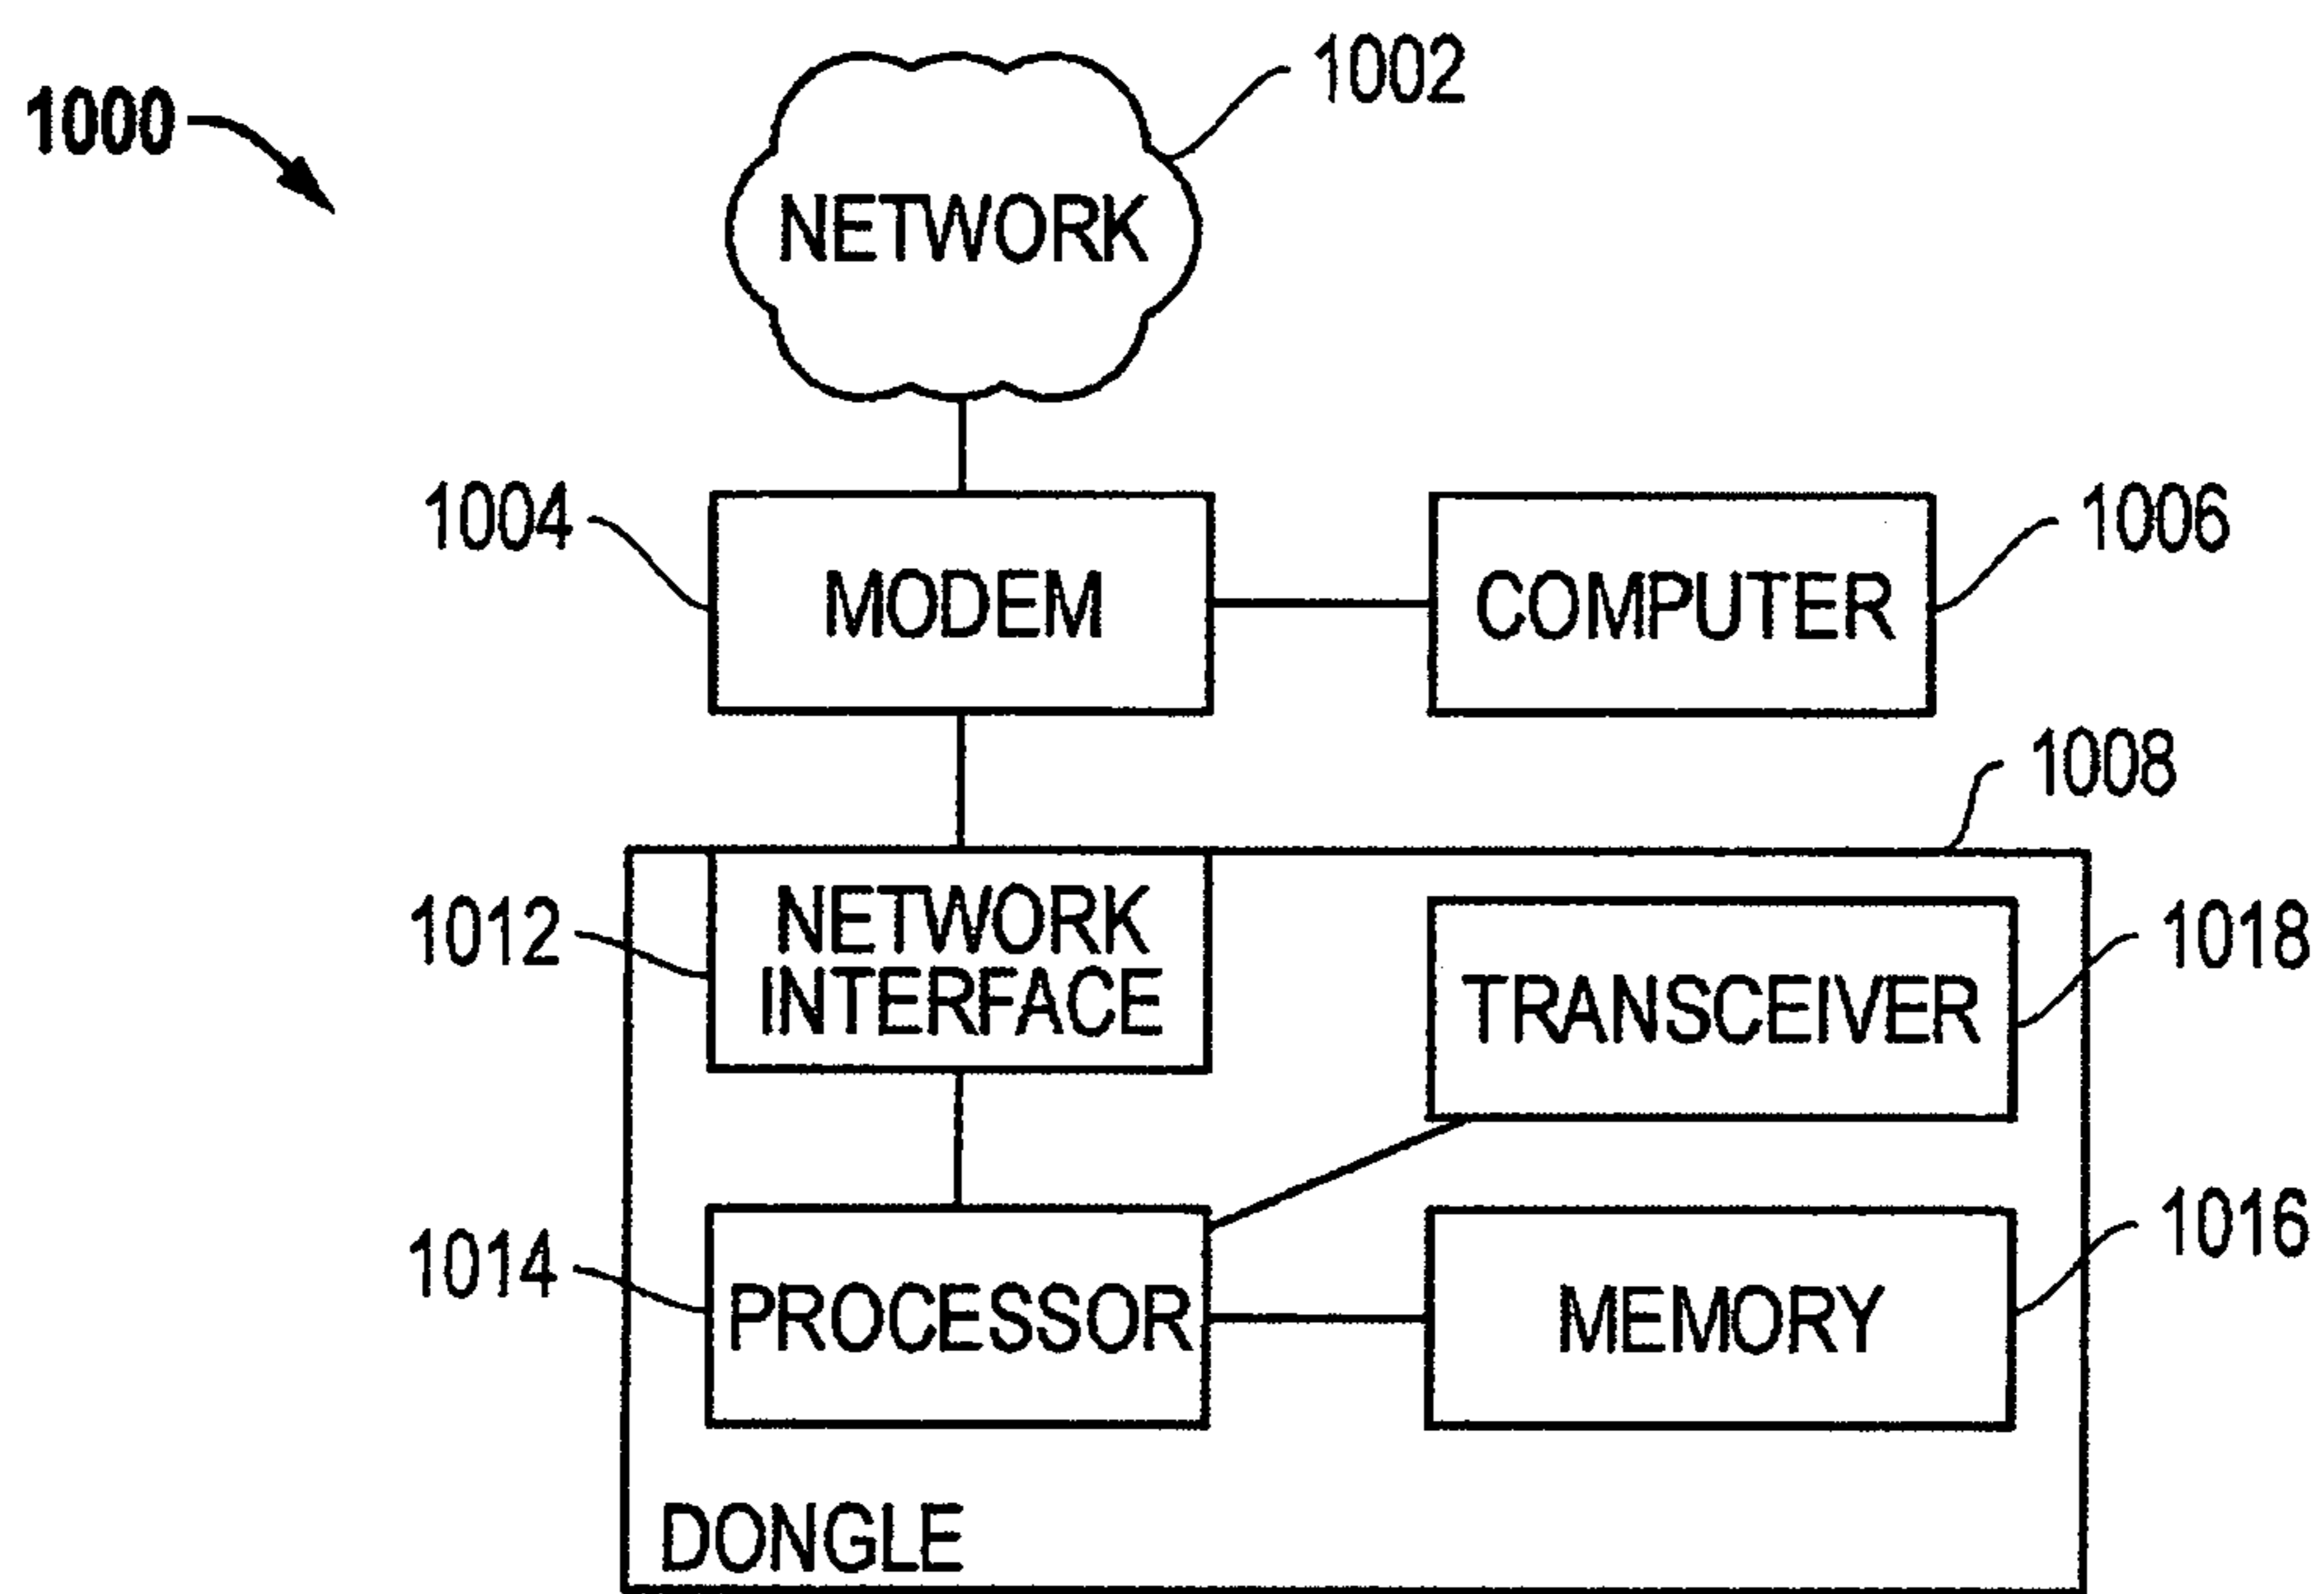 1002
1000
NETWORK
1004
1006
MODEM
COMPUTER
1008
1012
NETWORK
INTERFACE
1018
TRANSCEIVER
1016
1014
PROCESSOR
MEMORY
DONGLE